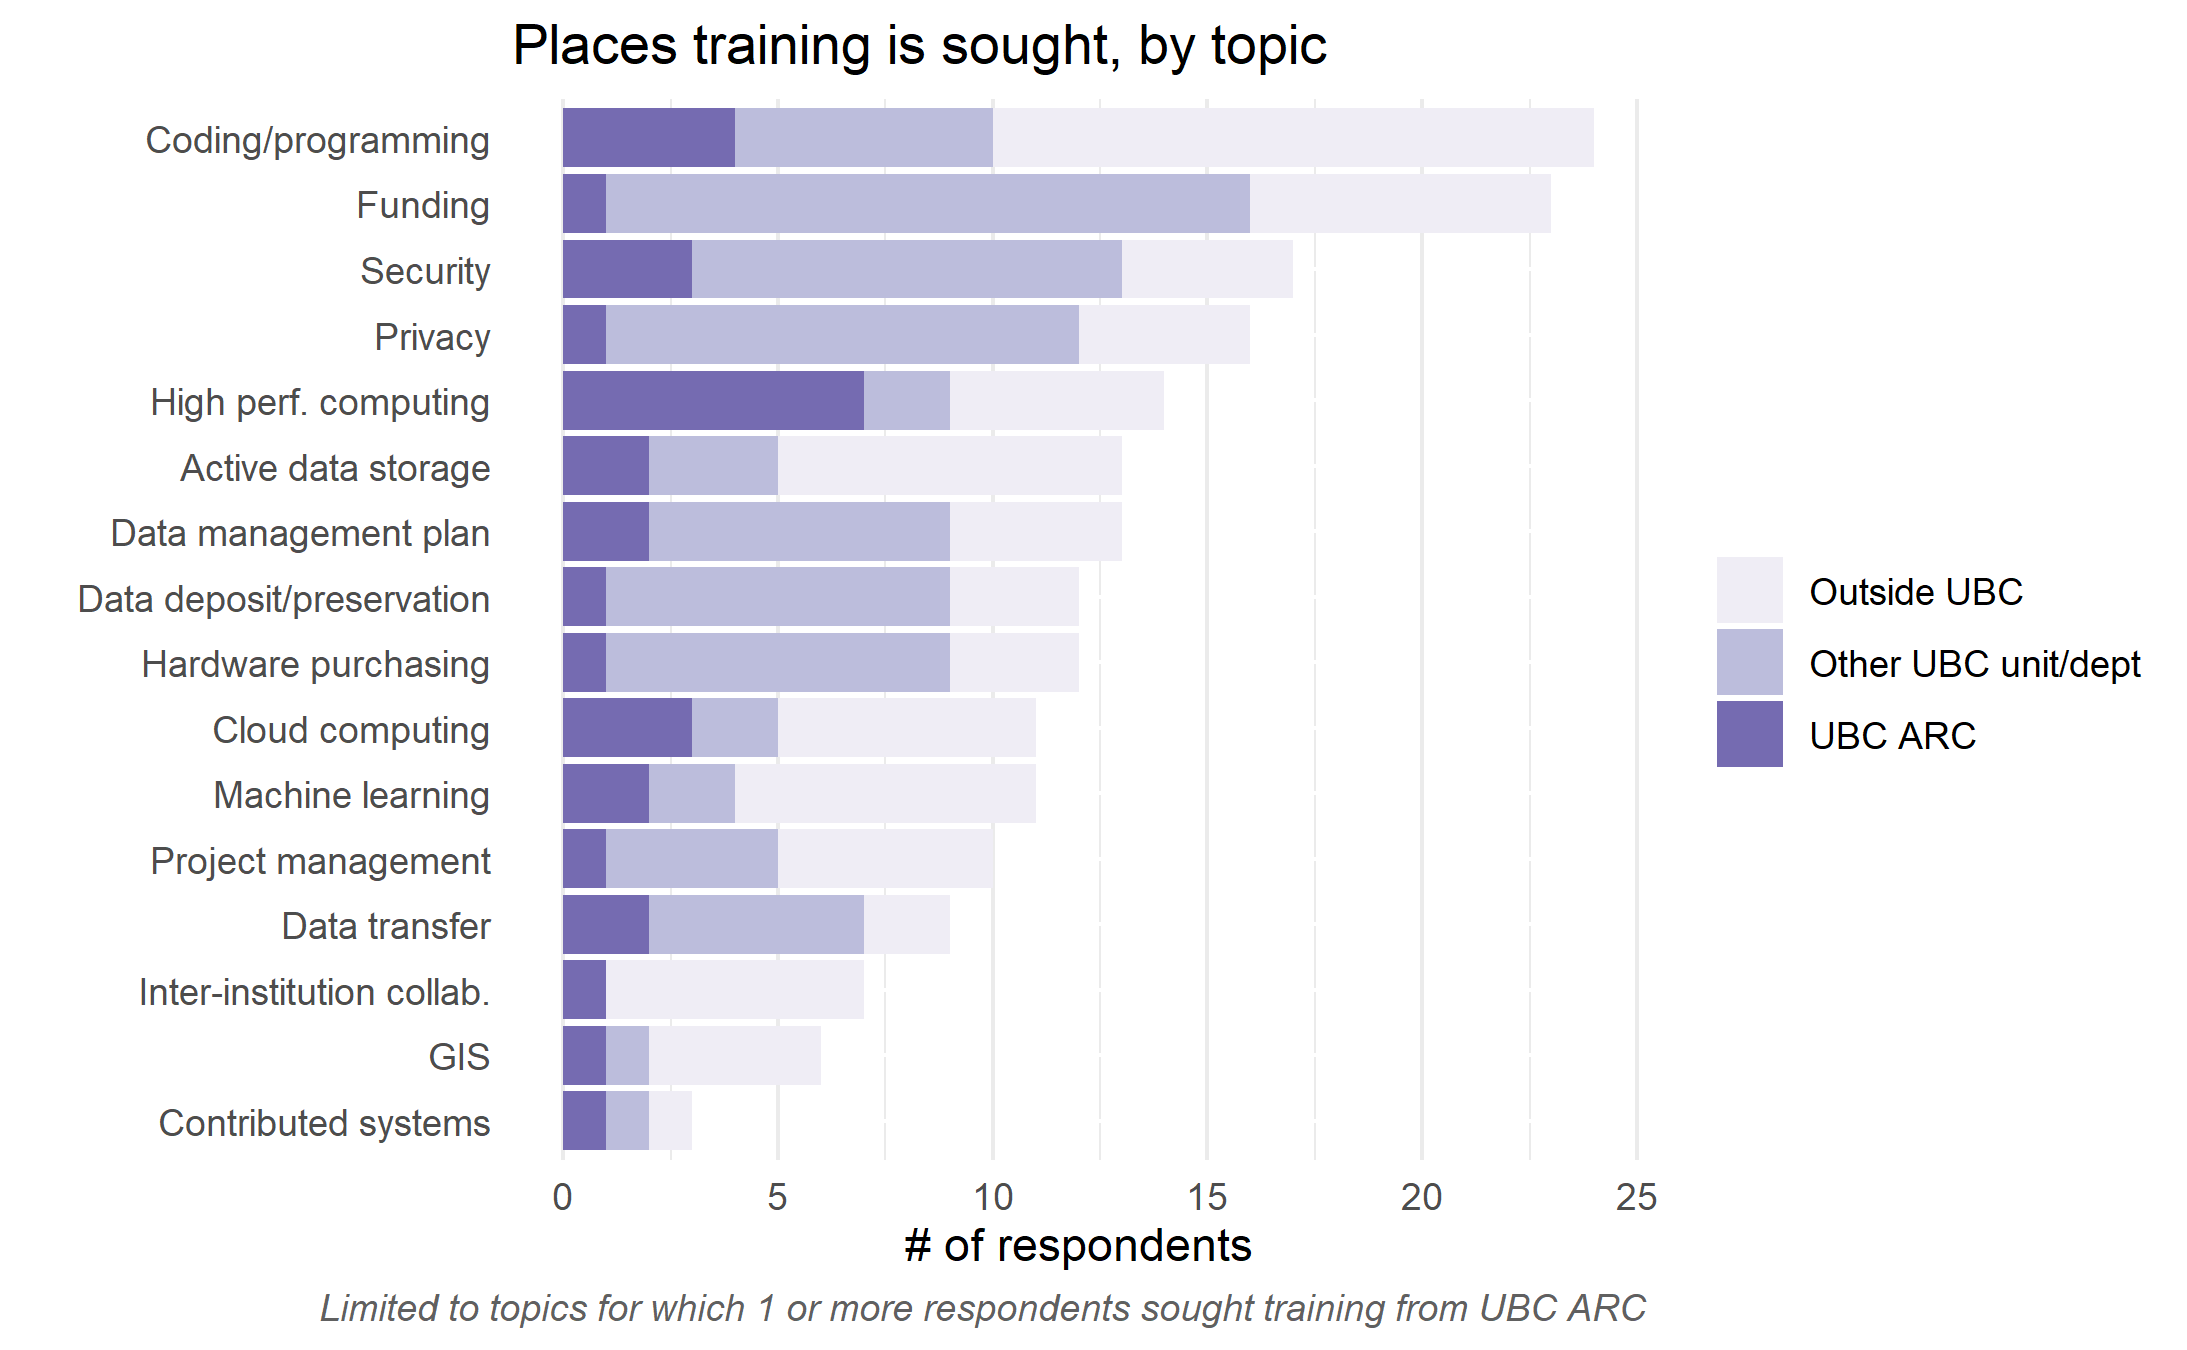 Places training is sought, by topic
Coding/programming
Funding
Security
Privacy
High perf. computing
Active data storage
Data management plan
Data deposit/preservation
Hardware purchasing
Cloud computing
Machine learning
Project management
Data transfer
Inter-institution collab.
GIS
Contributed systems
0 5 10 15 20 25
# of respondents
Limited to topics for which 1 or more respondents sought training from UBC ARC
Outside UBC
Other UBC unit/dept
UBC ARC